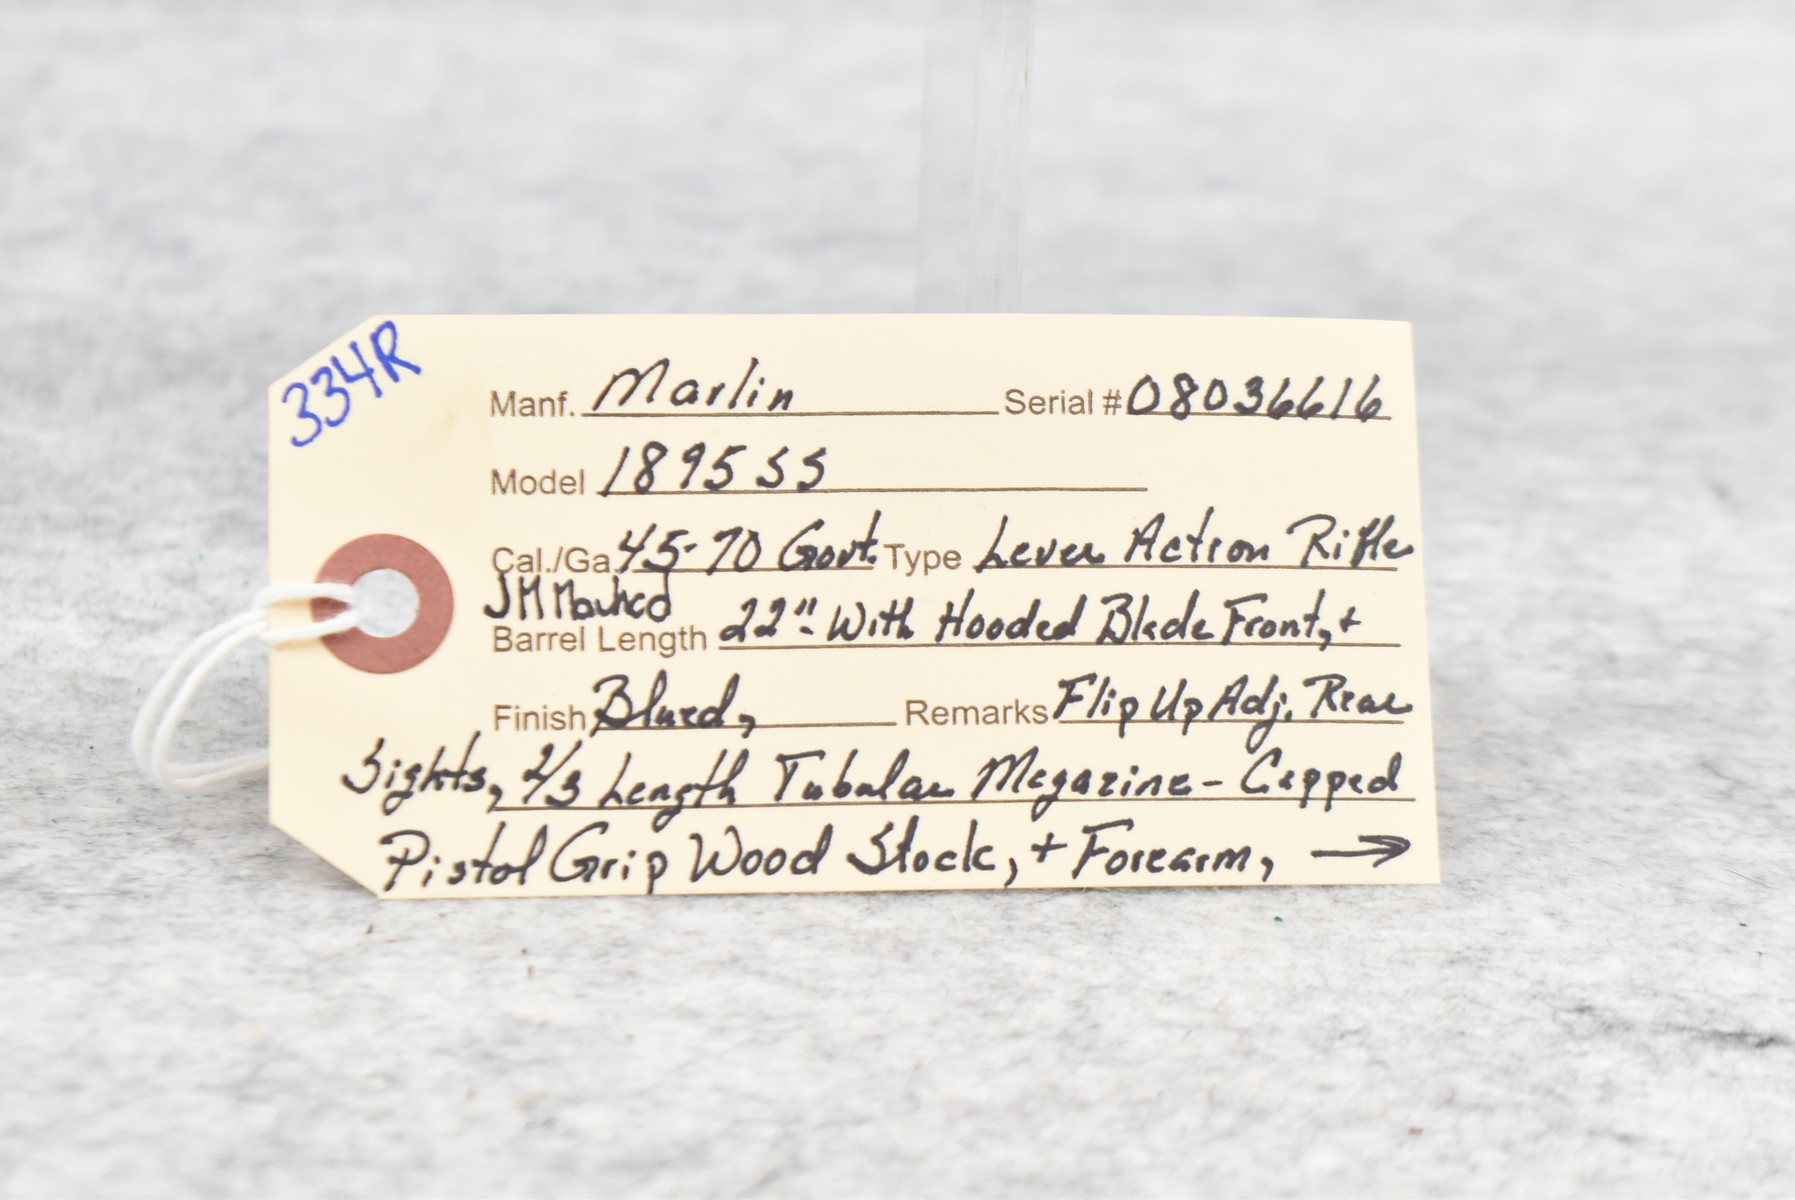 334R
Manf. Marlin Serial # 08036616
Model 1895 SS
Cal./Ga. 45-70 Govt. Type Lever Action Rifle
JM Marked
Barrel Length 22" With Hooded Blade Front, +
Finish Blued, Remarks Flip Up Adj. Rear
Sights, 2/3 Length Tubular Magazine - Capped
Pistol Grip Wood Stock, + Forearm, →